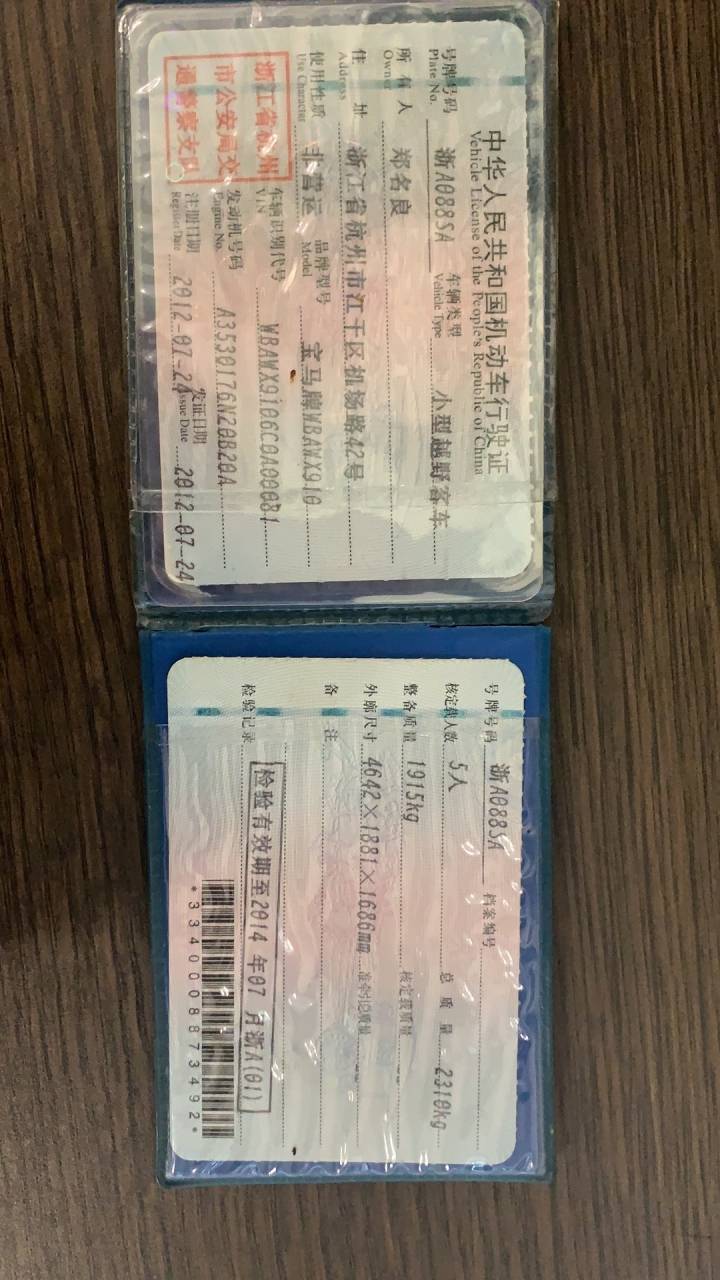 中华人民共和国机动车行驶证
Vehicle License of the People's Republic of China
号牌号码 浙A0885A 车辆类型 小型越野客车
Plate No. Vehicle Type
所有人 郑名良
Owner
住址 浙江省杭州市江干区机场路42号
Address
使用性质 非营运 品牌型号 宝马牌WBAWX910
Use Character Model
浙江省杭州
市公安局交
通警察支队
车辆识别代号 WBAWX9106C0A00081
VIN
发动机号码 A3530176N20B20A
Engine No.
注册日期 2012-07-24 发证日期 2012-07-24
Register Date Issue Date
号牌号码 浙A0885A 档案编号
核定载人数 5人 总质量 2310kg
整备质量 1915kg 核定载质量 --
外廓尺寸 4642×1881×1686mm 准牵引总质量 --
备注
检验记录 检验有效期至2014年07月浙A(01)
*3340008873492*